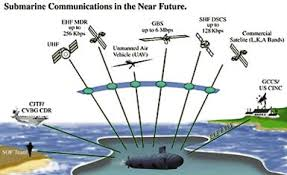 Submarine Communications in the Near Future.
EHF MDR
up to
256 Kbps
UHF
GBS
up to 6 Mbps
Unmanned Air
Vehicle (UAV)
SHF DSCS
up to
128 Kbps
Commercial
Satellite (L,K,A Bands)
CJTF/
CVBG CDR
GCCS/
US CINC
SOF Team